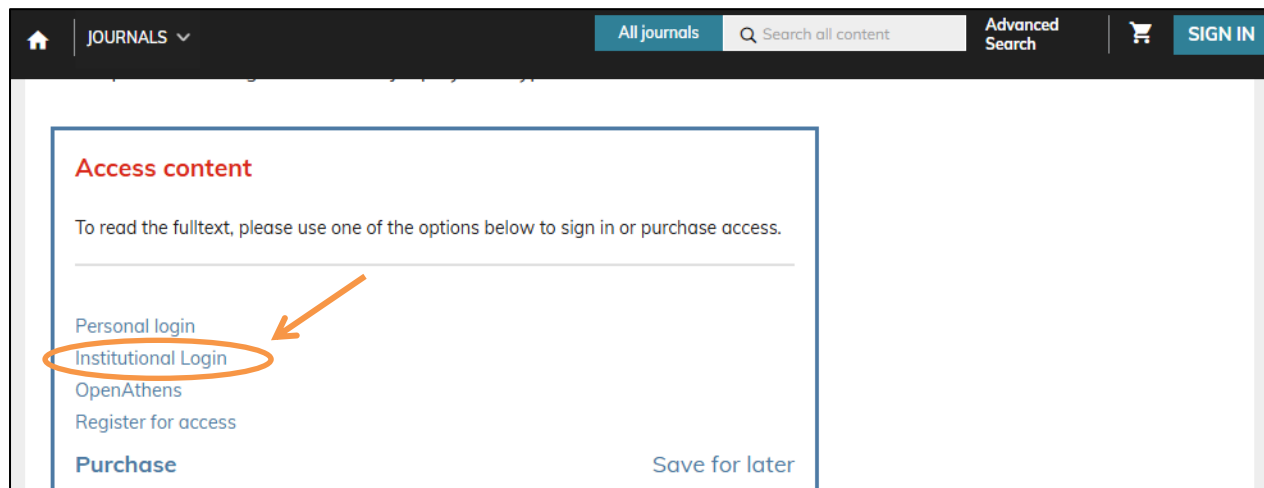 JOURNALS
All journals
Search all content
Advanced
Search
SIGN IN
Access content
To read the fulltext, please use one of the options below to sign in or purchase access.
Personal login
Institutional Login
OpenAthens
Register for access
Purchase
Save for later